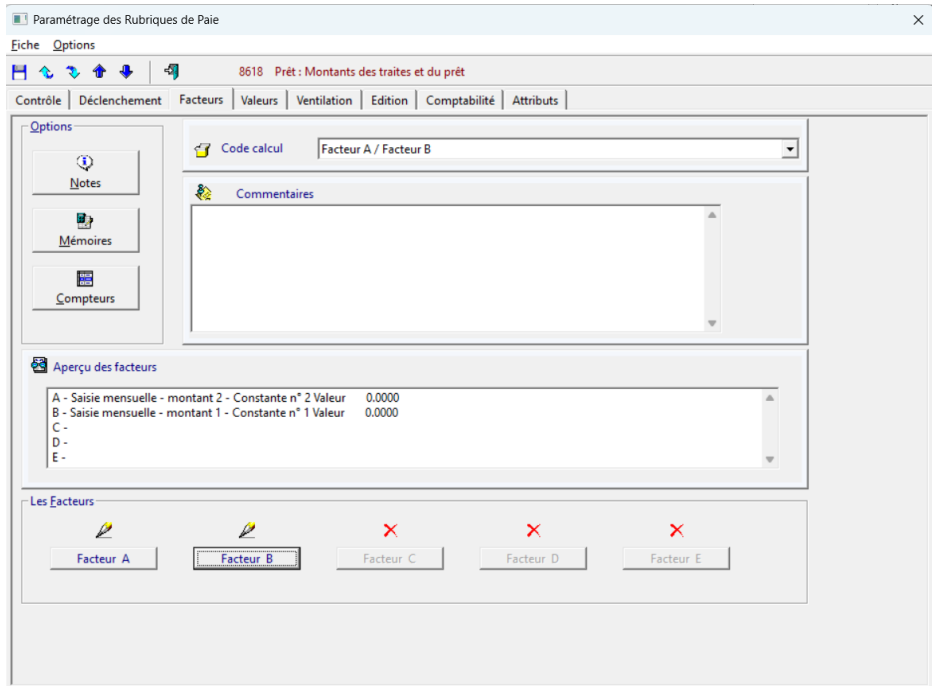 Paramétrage des Rubriques de Paie
Fiche Options
8618 Prêt : Montants des traites et du prêt
Contrôle Déclenchement Facteurs Valeurs Ventilation Edition Comptabilité Attributs
Options
Notes
Mémoires
Compteurs
Code calcul Facteur A / Facteur B
Commentaires
Aperçu des facteurs
A - Saisie mensuelle - montant 2 - Constante n° 2 Valeur 0.0000
B - Saisie mensuelle - montant 1 - Constante n° 1 Valeur 0.0000
C -
D -
E -
Les Facteurs
Facteur A Facteur B Facteur C Facteur D Facteur E